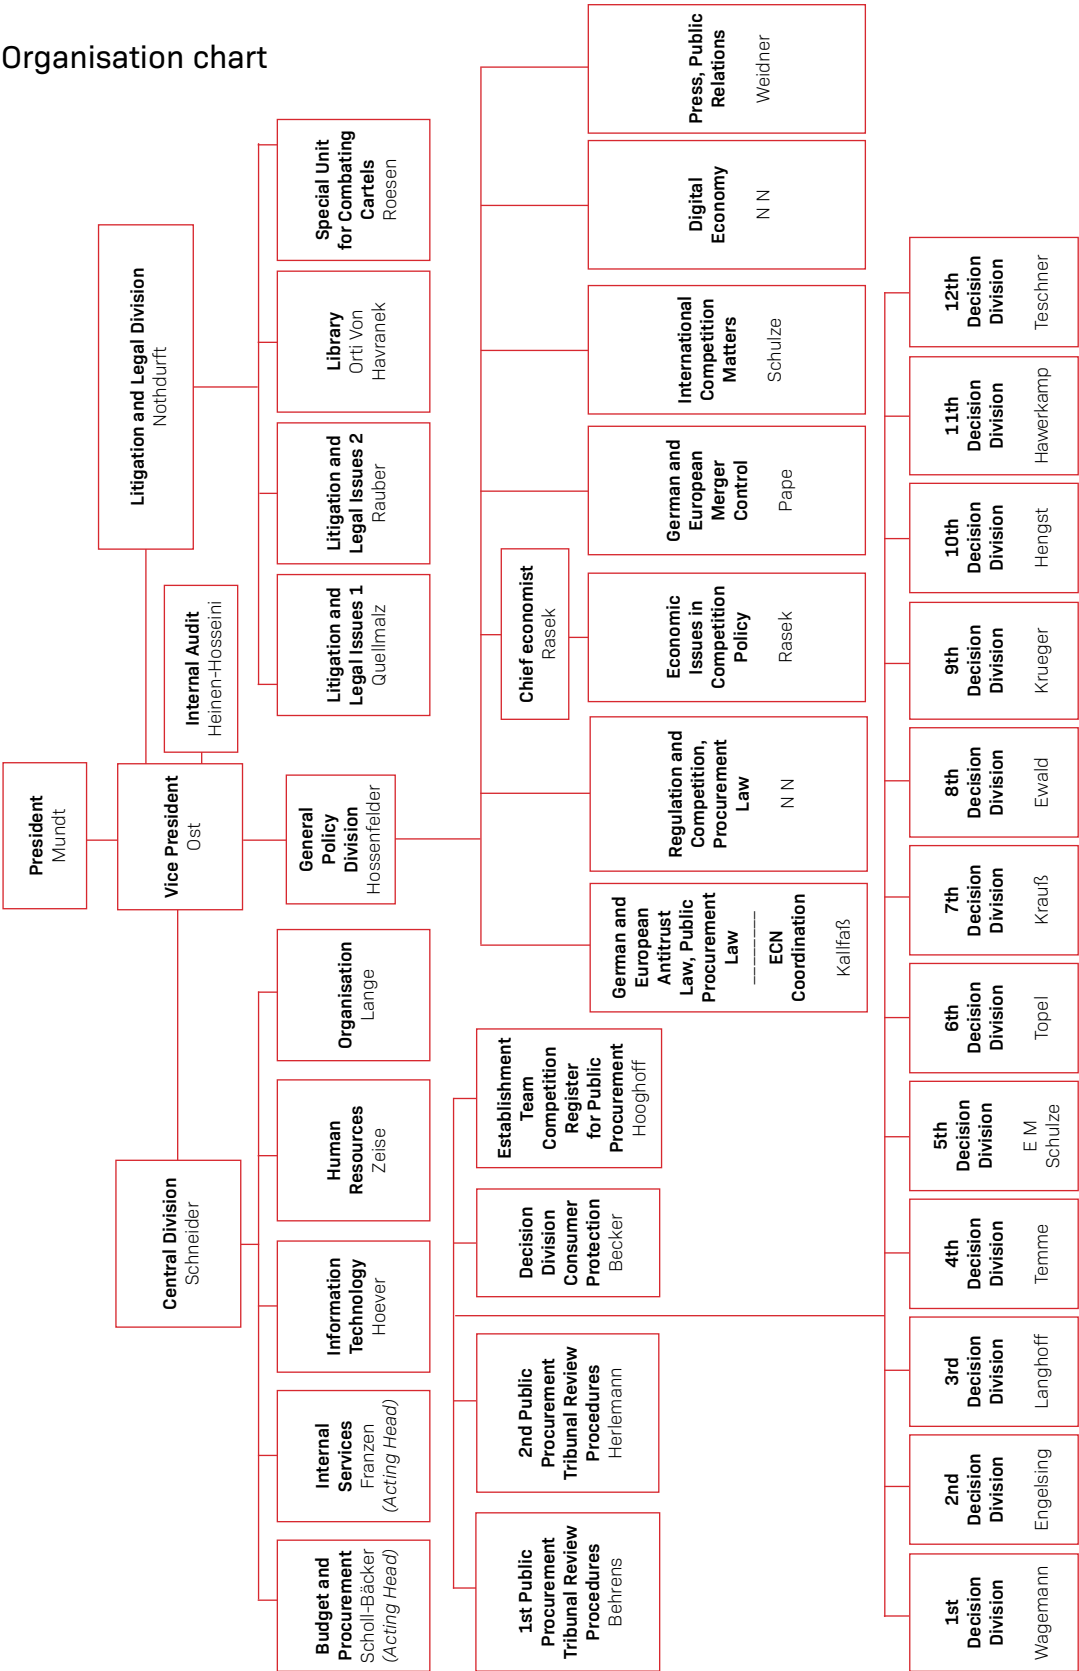 Organisation chart
President
Mundt
Vice President
Ost
Internal Audit
Heinen-Hosseini
Central Division
Schneider
Litigation and Legal Division
Nothdurft
General
Policy
Division
Hossenfelder
Budget and
Procurement
Scholl-Bäcker
(Acting Head)
Internal
Services
Franzen
(Acting Head)
Information
Technology
Hoever
Human
Resources
Zeise
Organisation
Lange
Litigation and
Legal Issues 1
Quellmalz
Litigation and
Legal Issues 2
Rauber
Library
Orti Von
Havranek
Special Unit
for Combating
Cartels
Roesen
1st Public
Procurement
Tribunal Review
Procedures
Behrens
2nd Public
Procurement
Tribunal Review
Procedures
Herlemann
Decision
Division
Consumer
Protection
Becker
Establishment
Team
Competition
Register
for Public
Procurement
Hooghoff
Chief economist
Rasek
German and
European
Antitrust
Law, Public
Procurement
Law
_________
ECN
Coordination
Kallfaß
Regulation and
Competition,
Procurement
Law
N N
Economic
Issues in
Competition
Policy
Rasek
German and
European
Merger
Control
Pape
International
Competition
Matters
Schulze
Digital
Economy
N N
Press, Public
Relations
Weidner
1st
Decision
Division
Wagemann
2nd
Decision
Division
Engelsing
3rd
Decision
Division
Langhoff
4th
Decision
Division
Temme
5th
Decision
Division
E M
Schulze
6th
Decision
Division
Topel
7th
Decision
Division
Krauß
8th
Decision
Division
Ewald
9th
Decision
Division
Krueger
10th
Decision
Division
Hengst
11th
Decision
Division
Hawerkamp
12th
Decision
Division
Teschner